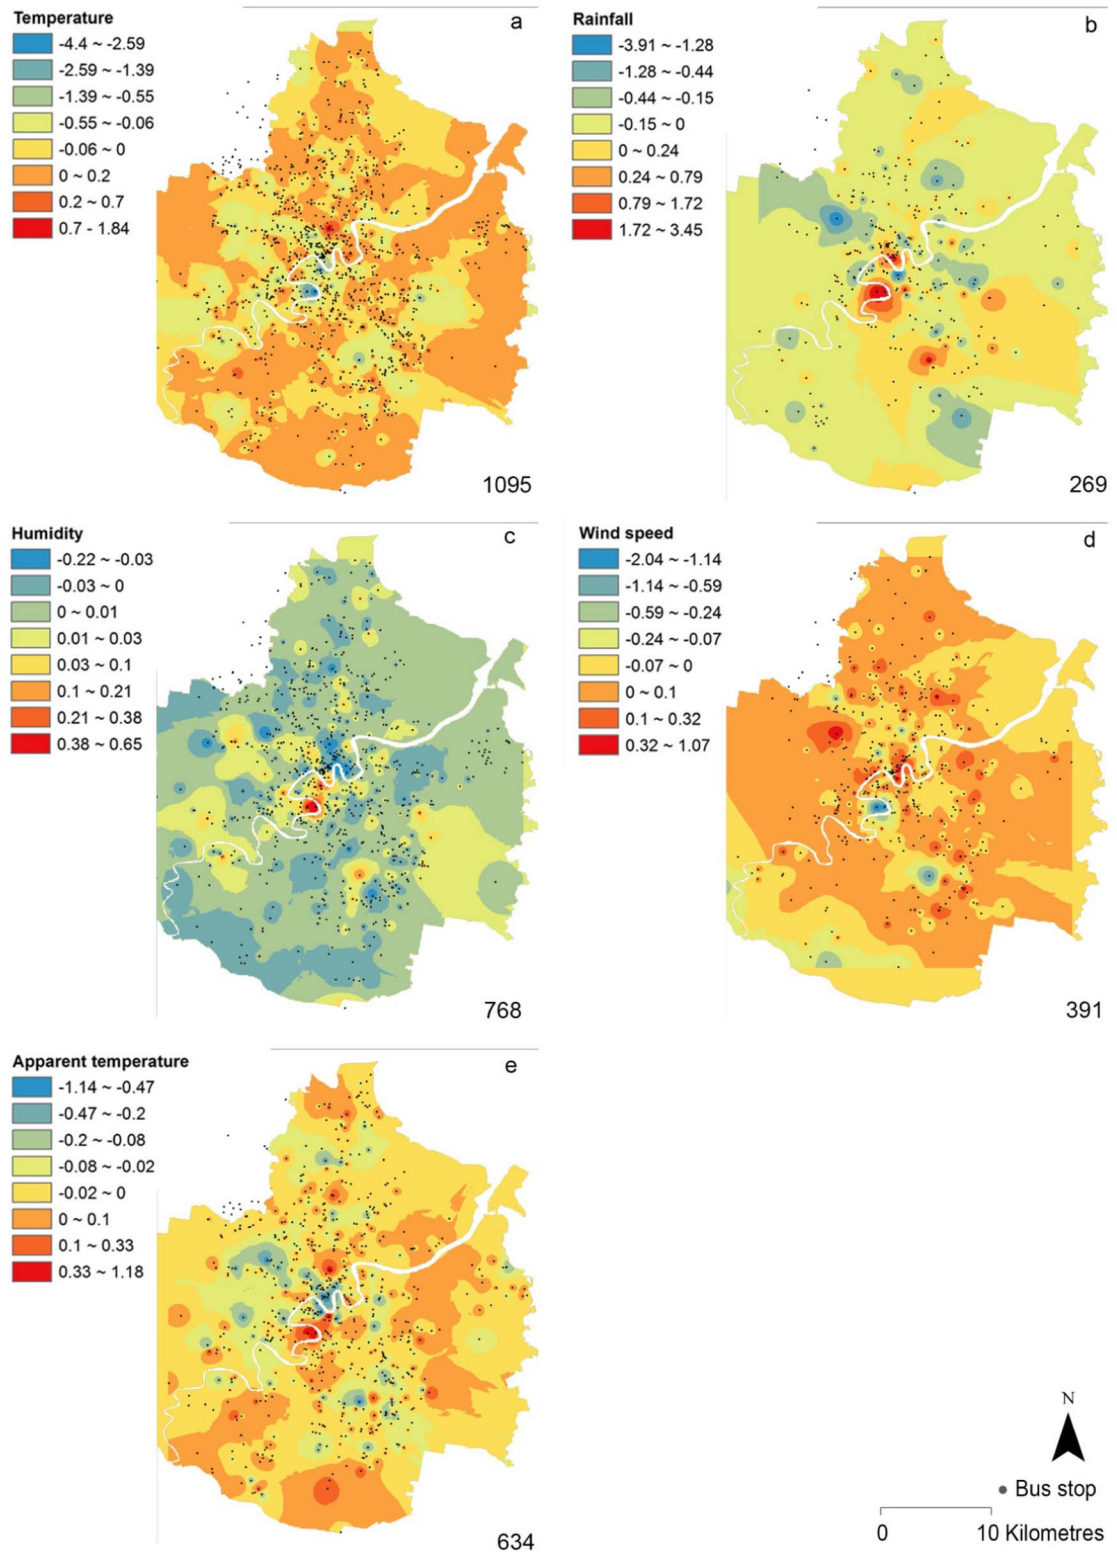 Temperature
a
-4.4 ~ -2.59
-2.59 ~ -1.39
-1.39 ~ -0.55
-0.55 ~ -0.06
-0.06 ~ 0
0 ~ 0.2
0.2 ~ 0.7
0.7 - 1.84
1095
Rainfall
b
-3.91 ~ -1.28
-1.28 ~ -0.44
-0.44 ~ -0.15
-0.15 ~ 0
0 ~ 0.24
0.24 ~ 0.79
0.79 ~ 1.72
1.72 ~ 3.45
269
Humidity
c
-0.22 ~ -0.03
-0.03 ~ 0
0 ~ 0.01
0.01 ~ 0.03
0.03 ~ 0.1
0.1 ~ 0.21
0.21 ~ 0.38
0.38 ~ 0.65
768
Wind speed
d
-2.04 ~ -1.14
-1.14 ~ -0.59
-0.59 ~ -0.24
-0.24 ~ -0.07
-0.07 ~ 0
0 ~ 0.1
0.1 ~ 0.32
0.32 ~ 1.07
391
Apparent temperature
e
-1.14 ~ -0.47
-0.47 ~ -0.2
-0.2 ~ -0.08
-0.08 ~ -0.02
-0.02 ~ 0
0 ~ 0.1
0.1 ~ 0.33
0.33 ~ 1.18
634
N
Bus stop
0 10 Kilometres